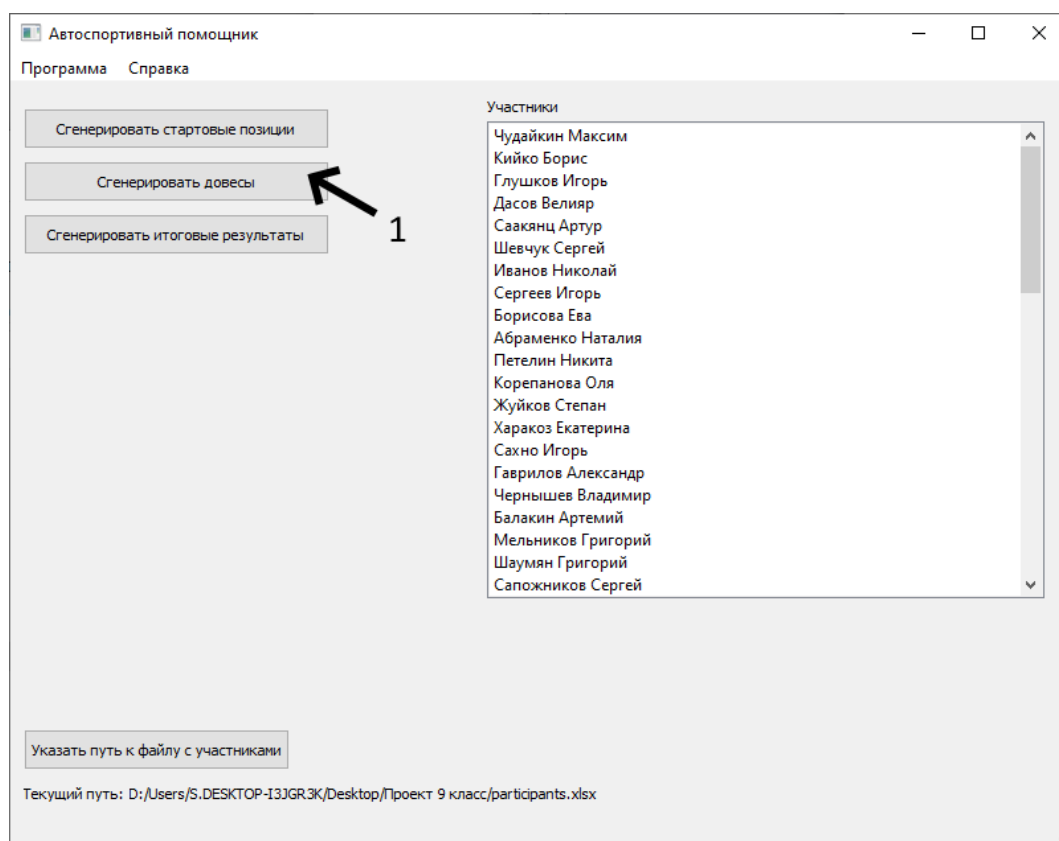 Автоспортивный помощник
Программа Справка
Сгенерировать стартовые позиции
Сгенерировать довесы
1
Сгенерировать итоговые результаты
Участники
Чудайкин Максим
Кийко Борис
Глушков Игорь
Дасов Велияр
Саакянц Артур
Шевчук Сергей
Иванов Николай
Сергеев Игорь
Борисова Ева
Абраменко Наталия
Петелин Никита
Корепанова Оля
Жуйков Степан
Харакоз Екатерина
Сахно Игорь
Гаврилов Александр
Чернышев Владимир
Балакин Артемий
Мельников Григорий
Шаумян Григорий
Сапожников Сергей
Указать путь к файлу с участниками
Текущий путь: D:/Users/S.DESKTOP-I3JGR3K/Desktop/Проект 9 класс/participants.xlsx